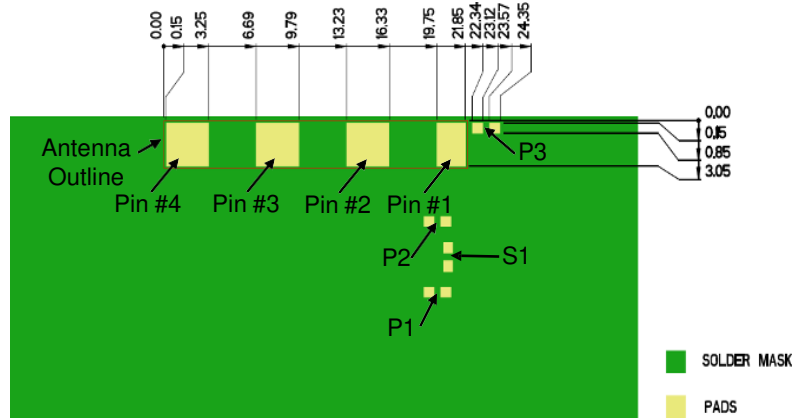 0.00
0.15
3.25
6.69
9.79
13.23
16.33
19.75
21.85
22.34
23.12
23.57
24.35
0,00
0,15
0.85
3.05
Antenna
Outline
P3
Pin #4
Pin #3
Pin #2
Pin #1
P2
S1
P1
SOLDER MASK
PADS